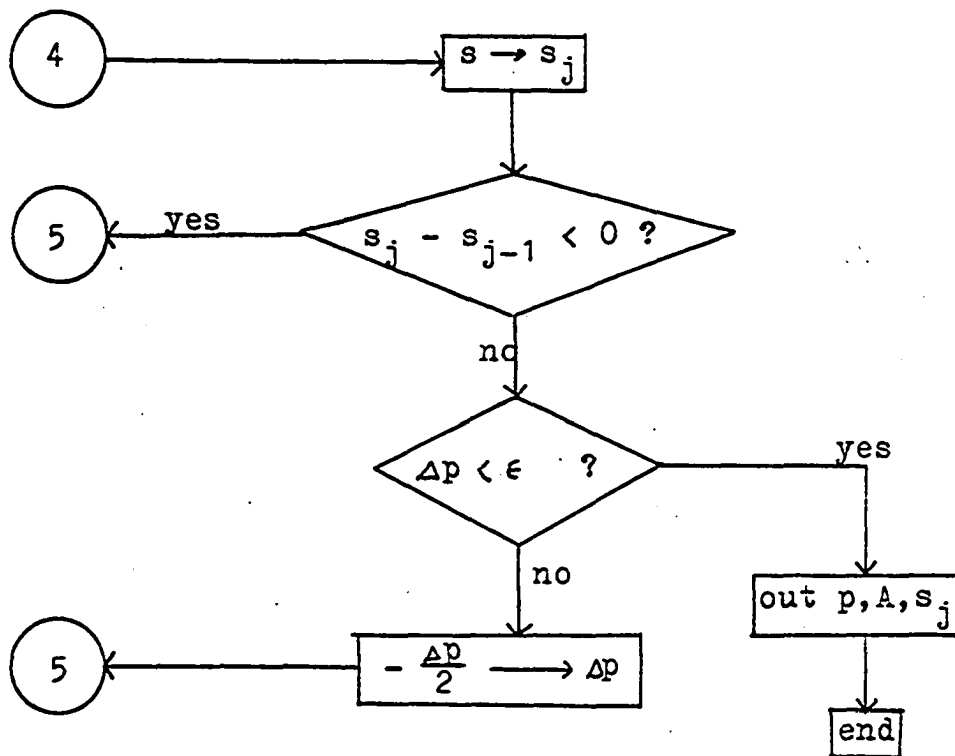 4
s → s_j
5
yes
s_j - s_{j-1} < 0 ?
no
Δp < ε ?
yes
no
out p,A,s_j
5
- Δp/2 → Δp
end